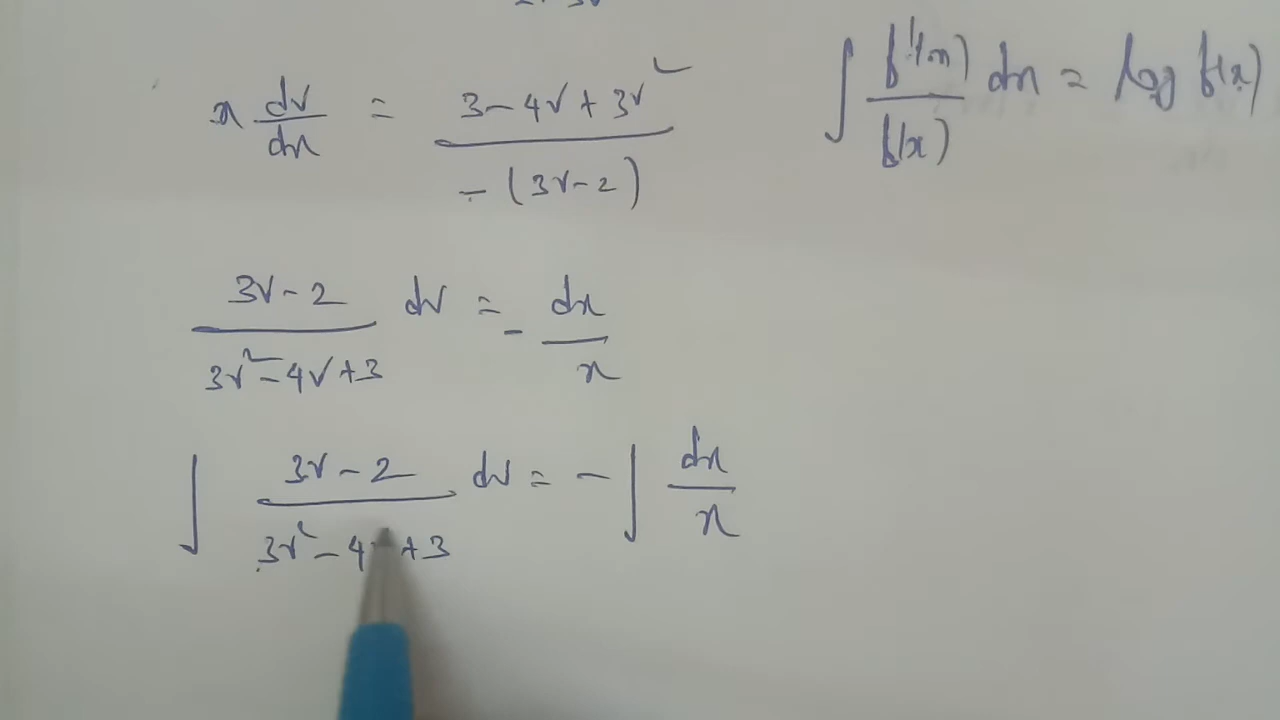 x dv/dx = (3 - 4v + 3v²) / -(3v - 2)
∫ f'(x)/f(x) dx = log f(x)
(3v - 2)/(3v² - 4v + 3) dv = - dx/x
∫ (3v - 2)/(3v² - 4v + 3) dv = - ∫ dx/x